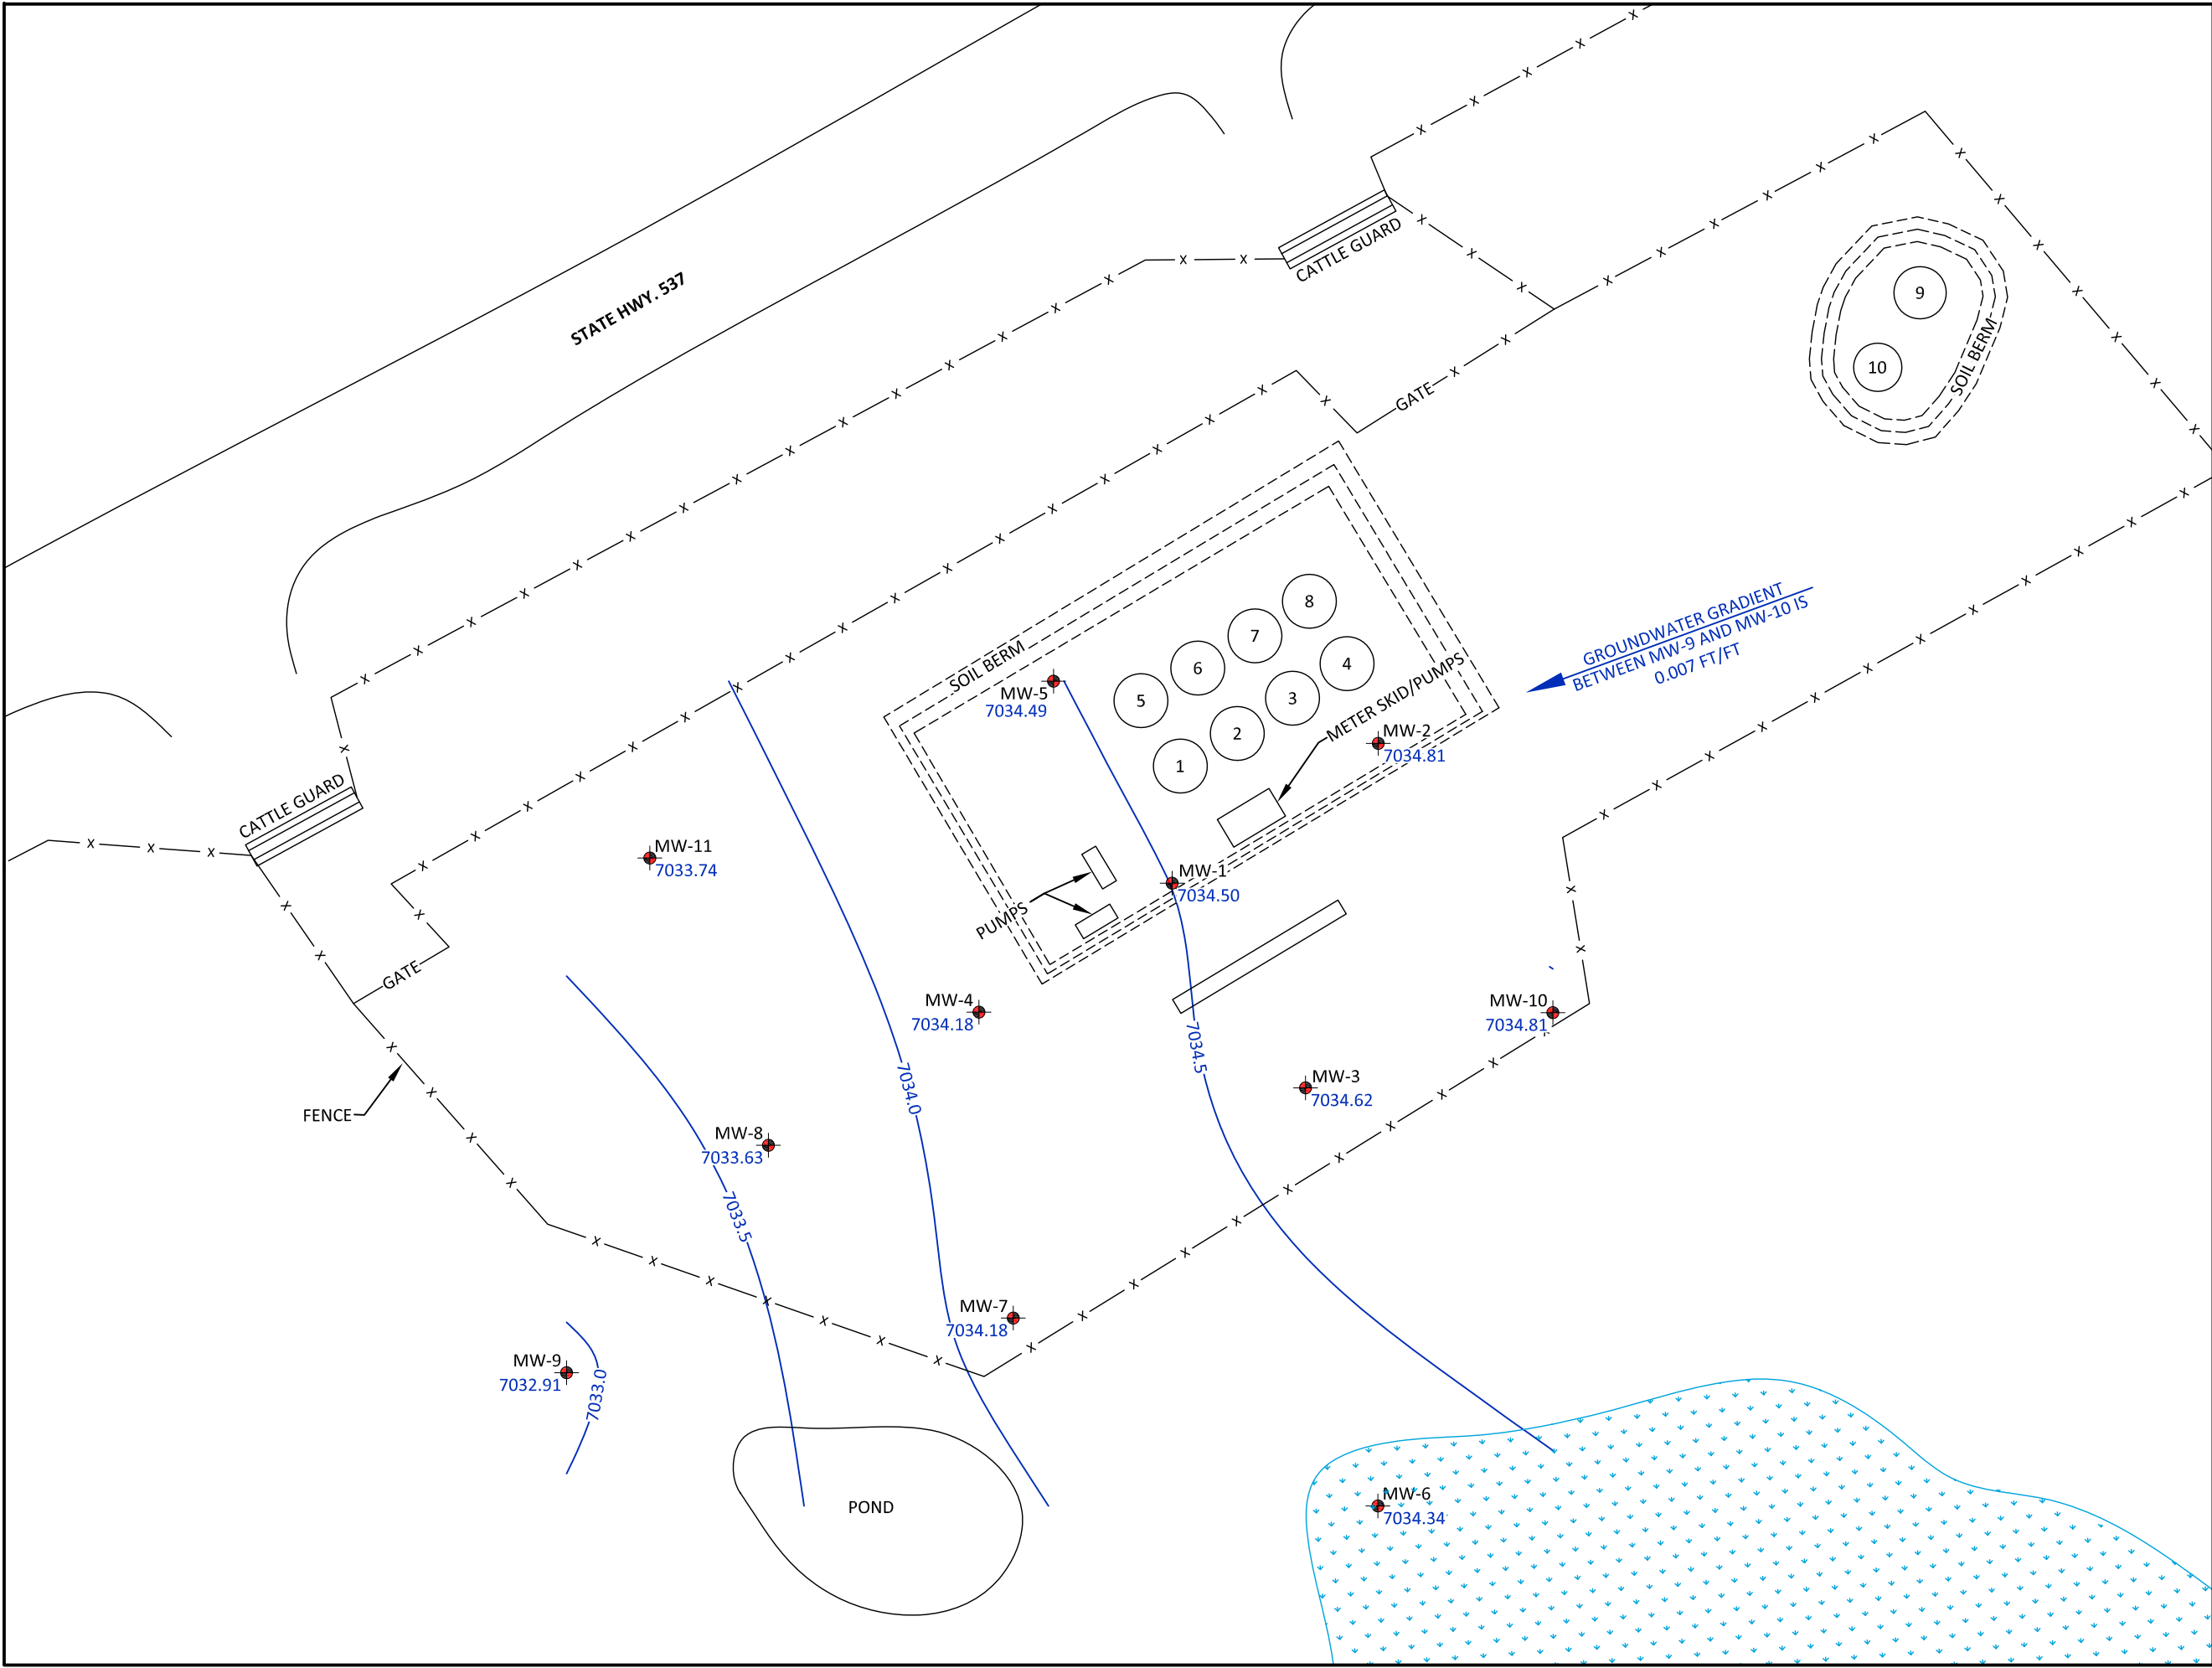 STATE HWY. 537
CATTLE GUARD
9
10
SOIL BERM
GATE
8
7
6
5
4
3
2
1
SOIL BERM
METER SKID/PUMPS
GROUNDWATER GRADIENT
BETWEEN MW-9 AND MW-10 IS
0.007 FT/FT
MW-5
7034.49
MW-2
7034.81
CATTLE GUARD
MW-11
7033.74
MW-1
7034.50
PUMPS
GATE
MW-4
7034.18
MW-10
7034.81
7034.5
7034.0
MW-3
7034.62
FENCE
MW-8
7033.63
7033.5
MW-7
7034.18
MW-9
7032.91
7033.0
POND
MW-6
7034.34